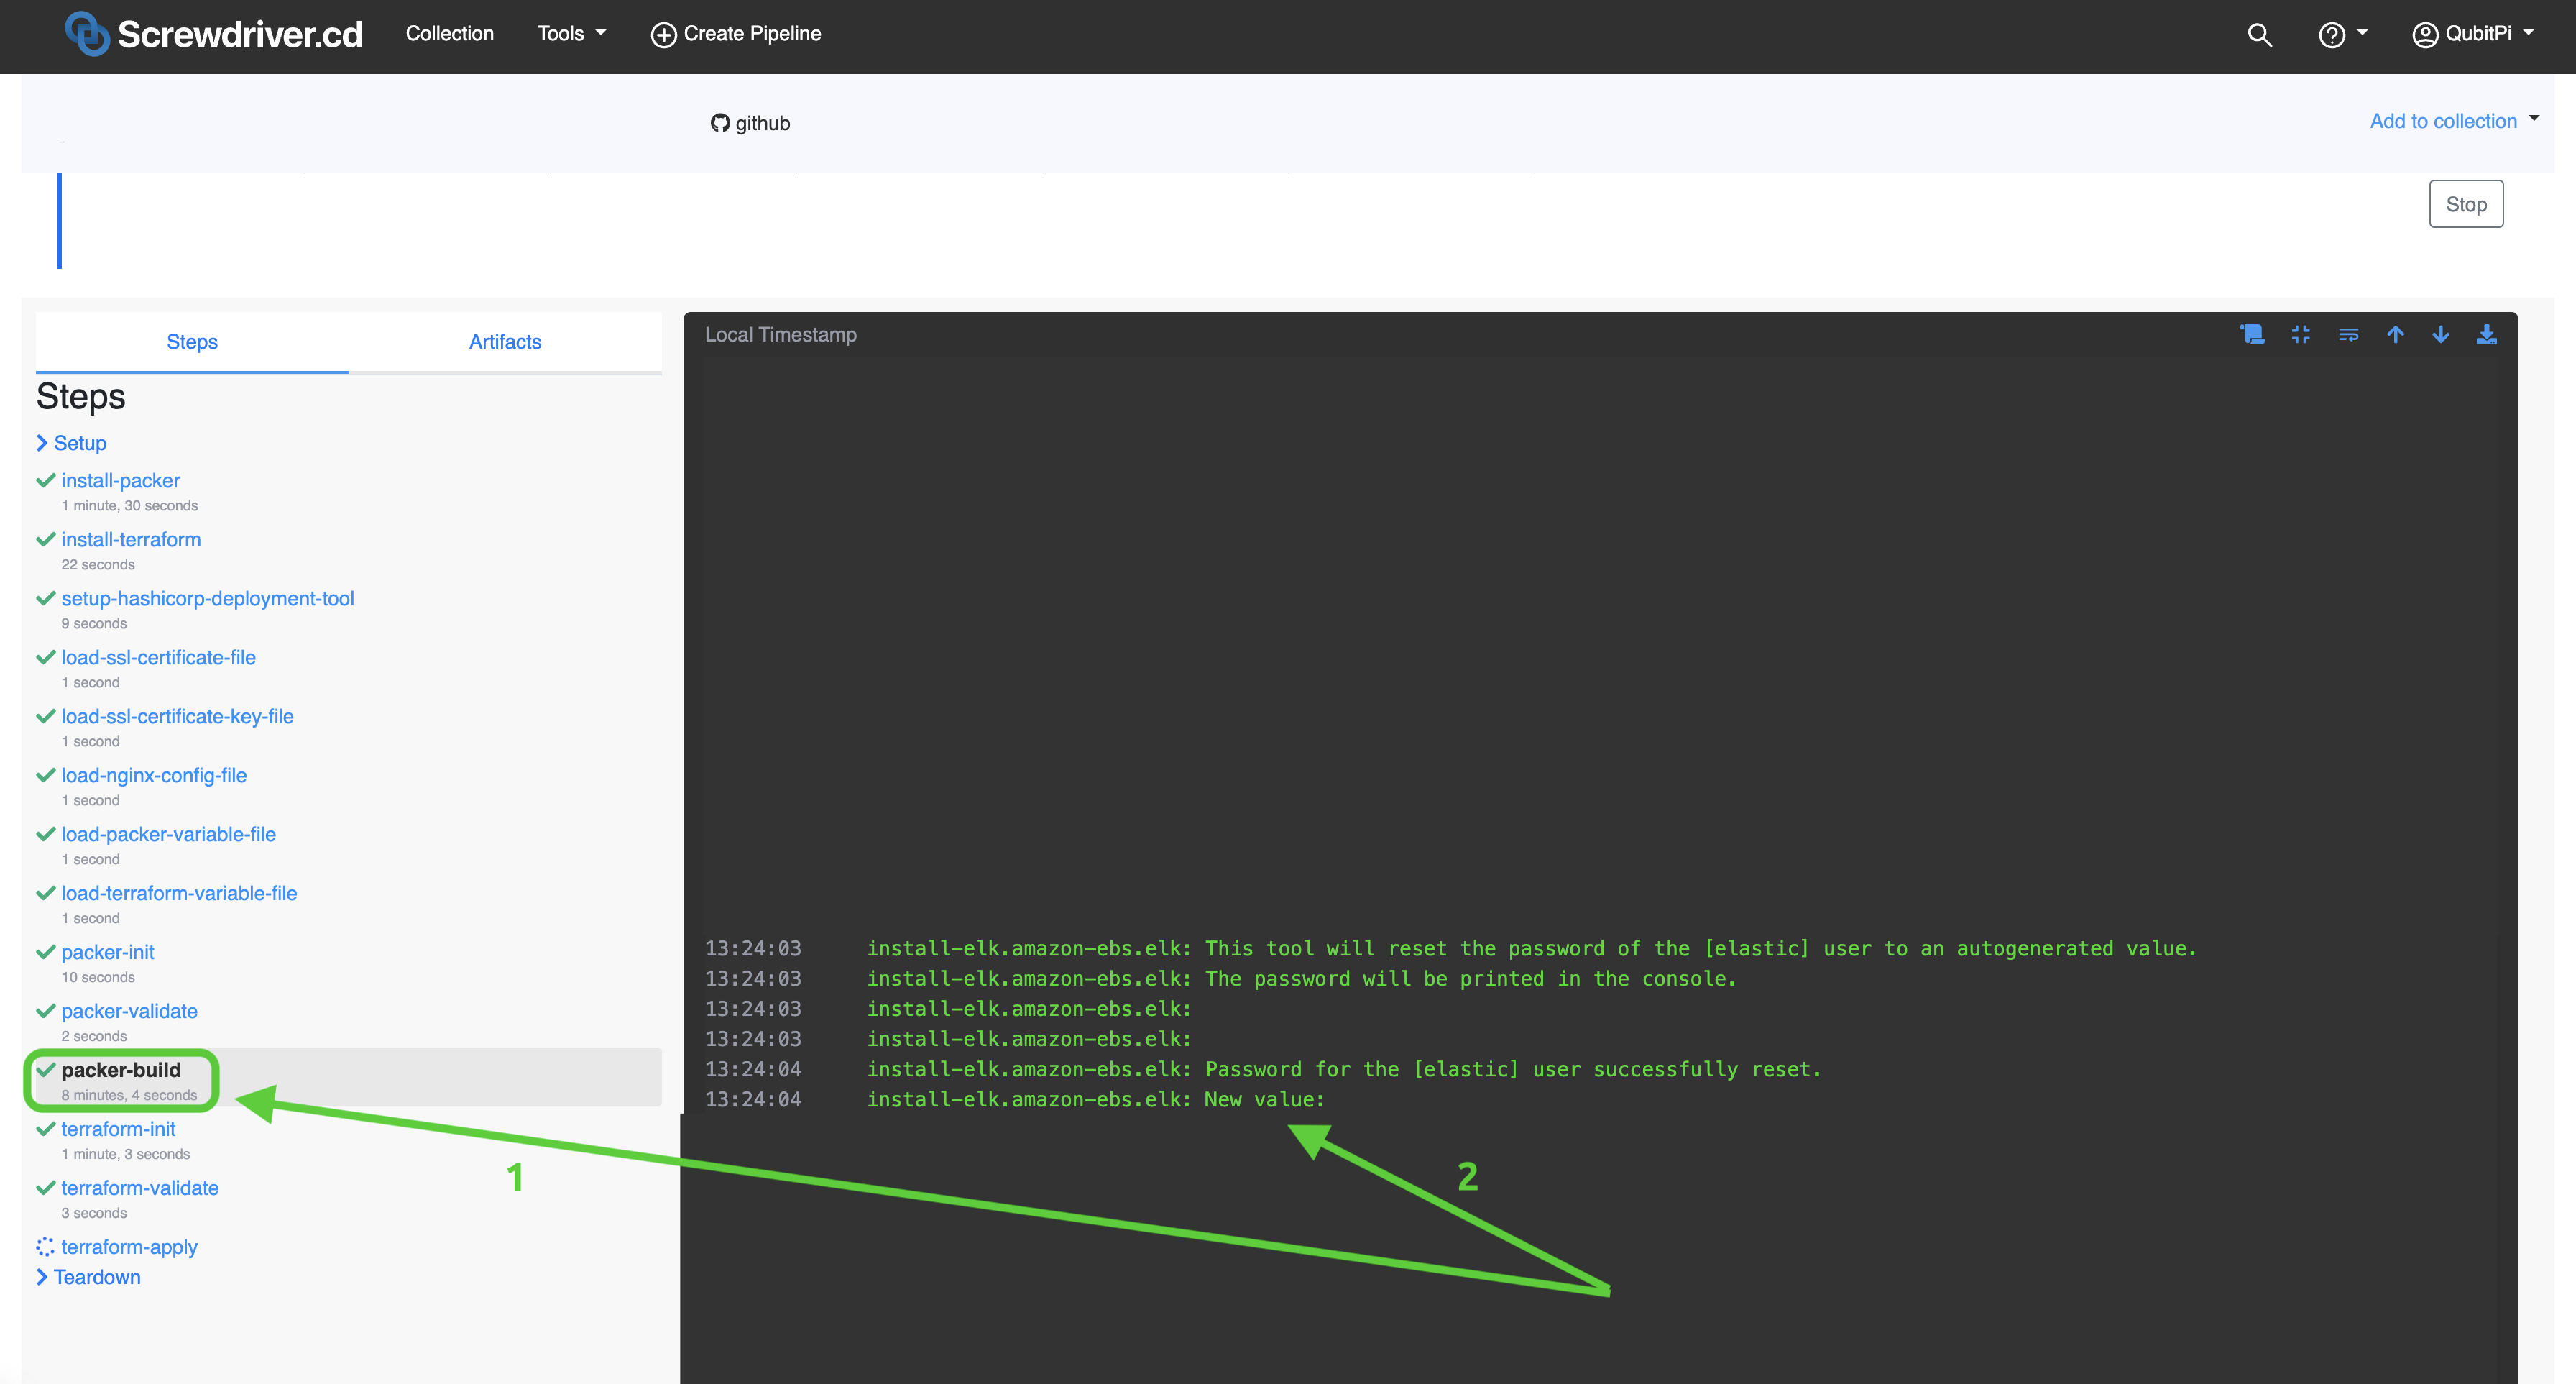 Screwdriver.cd Collection Tools Create Pipeline QubitPi
github Add to collection
Stop
Steps Artifacts
Steps
Setup
install-packer
1 minute, 30 seconds
install-terraform
22 seconds
setup-hashicorp-deployment-tool
9 seconds
load-ssl-certificate-file
1 second
load-ssl-certificate-key-file
1 second
load-nginx-config-file
1 second
load-packer-variable-file
1 second
load-terraform-variable-file
1 second
packer-init
10 seconds
packer-validate
2 seconds
packer-build
8 minutes, 4 seconds
terraform-init
1 minute, 3 seconds
terraform-validate
3 seconds
terraform-apply
Teardown
Local Timestamp
13:24:03 install-elk.amazon-ebs.elk: This tool will reset the password of the [elastic] user to an autogenerated value.
13:24:03 install-elk.amazon-ebs.elk: The password will be printed in the console.
13:24:03 install-elk.amazon-ebs.elk:
13:24:03 install-elk.amazon-ebs.elk:
13:24:04 install-elk.amazon-ebs.elk: Password for the [elastic] user successfully reset.
13:24:04 install-elk.amazon-ebs.elk: New value:
1
2